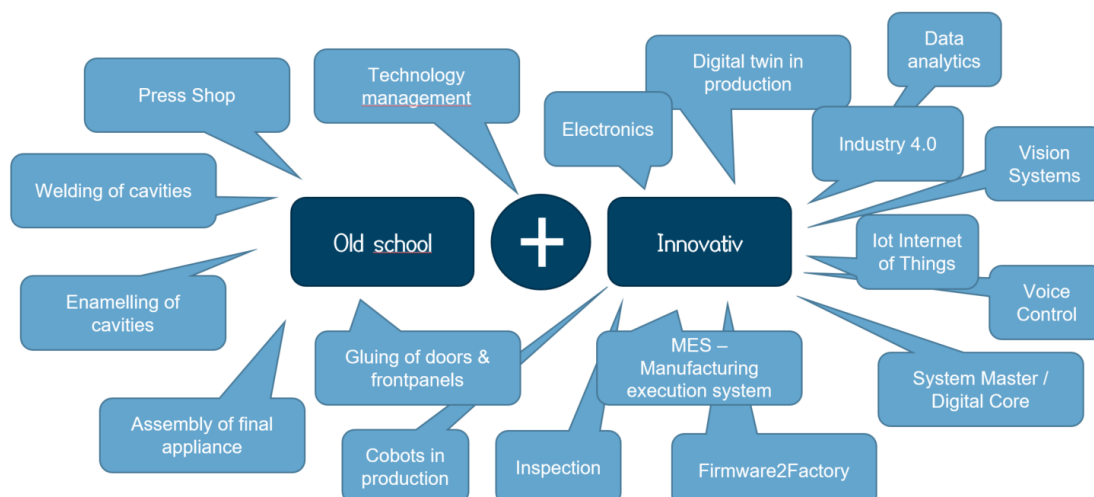 Data
analytics
Technology
management
Digital twin in
production
Press Shop
Electronics
Industry 4.0
Vision
Systems
Welding of cavities
Old school
+
Innovativ
Iot Internet
of Things
Enamelling of
cavities
Voice
Control
Gluing of doors &
frontpanels
MES –
Manufacturing
execution system
System Master /
Digital Core
Assembly of final
appliance
Cobots in
production
Inspection
Firmware2Factory